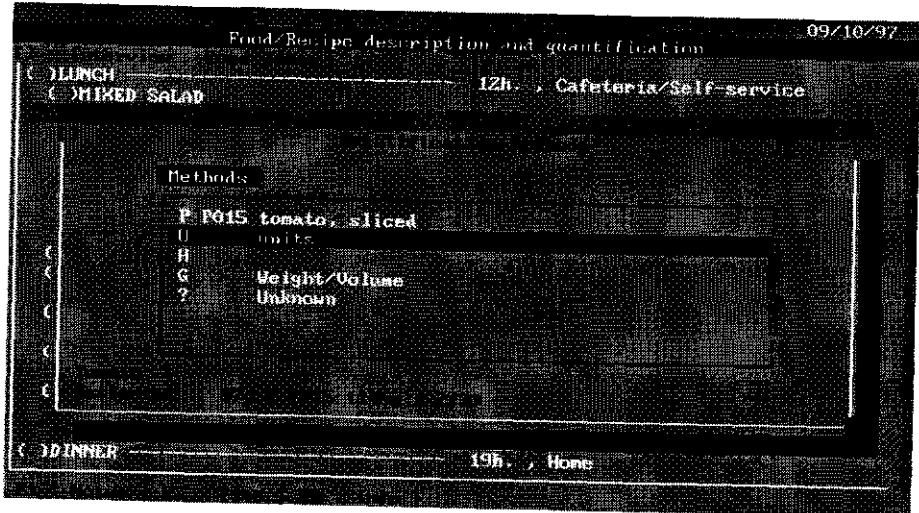 09/10/97
Food/Recipe description and quantification
( )LUNCH 12h. , Cafeteria/Self-service
( )MIXED SALAD
Methods
P P015 tomato, sliced
U units
H
G Weight/Volume
? Unknown
(
(
(
(
(
( )DINNER 19h. , Home